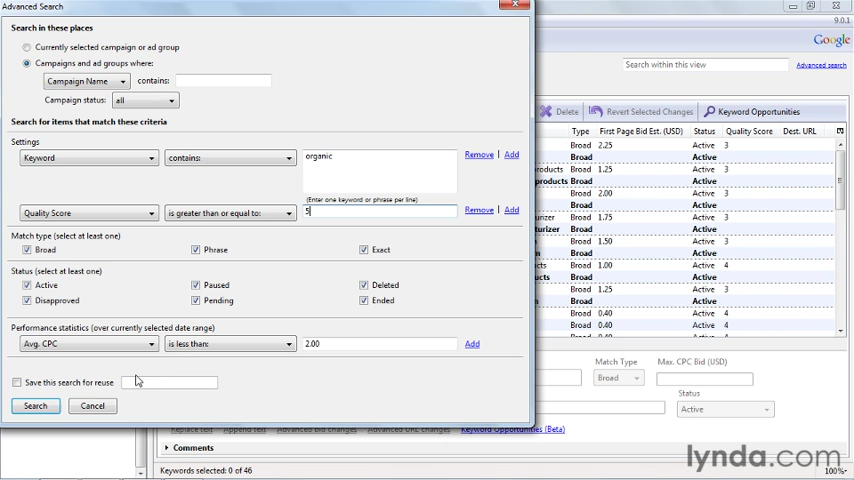 Advanced Search
Search in these places
Currently selected campaign or ad group
Campaigns and ad groups where:
Campaign Name contains:
Campaign status: all
Search for items that match these criteria
Settings
Keyword contains: organic Remove | Add
(Enter one keyword or phrase per line)
Quality Score is greater than or equal to: 5 Remove | Add
Match type (select at least one)
Broad Phrase Exact
Status (select at least one)
Active Paused Deleted
Disapproved Pending Ended
Performance statistics (over currently selected date range)
Avg. CPC is less than: 2.00 Add
Save this search for reuse
Search Cancel
9.0.1
Google
Search within this view Advanced search
Delete Revert Selected Changes Keyword Opportunities
Type First Page Bid Est. (USD) Status Quality Score Dest. URL
Broad 2.25 Active 3
Broad Active
products Broad 1.25 Active 3
products Broad Active
Broad 2.00 Active 3
Broad Active
urizer Broad 1.75 Active 3
turizer Broad Active
Broad 1.50 Active 3
Broad Active
cts Broad 1.00 Active 4
ucts Broad Active
Broad 1.25 Active 3
Broad Active
Broad 0.40 Active 4
Broad 0.40 Active 4
Broad Active
Match Type Max. CPC Bid (USD)
Broad
Status
Active
Replace text Append text Advanced bid changes Advanced URL changes Keyword Opportunities (Beta)
Comments
Keywords selected: 0 of 46
100%
lynda.com